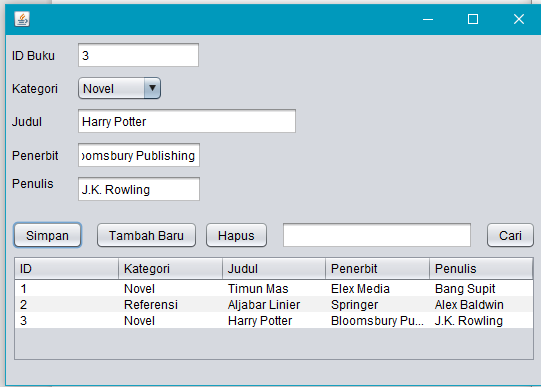 ID Buku 3
Kategori Novel
Judul Harry Potter
Penerbit oomsbury Publishing
Penulis J.K. Rowling
Simpan Tambah Baru Hapus Cari
ID Kategori Judul Penerbit Penulis
1 Novel Timun Mas Elex Media Bang Supit
2 Referensi Aljabar Linier Springer Alex Baldwin
3 Novel Harry Potter Bloomsbury Pu... J.K. Rowling